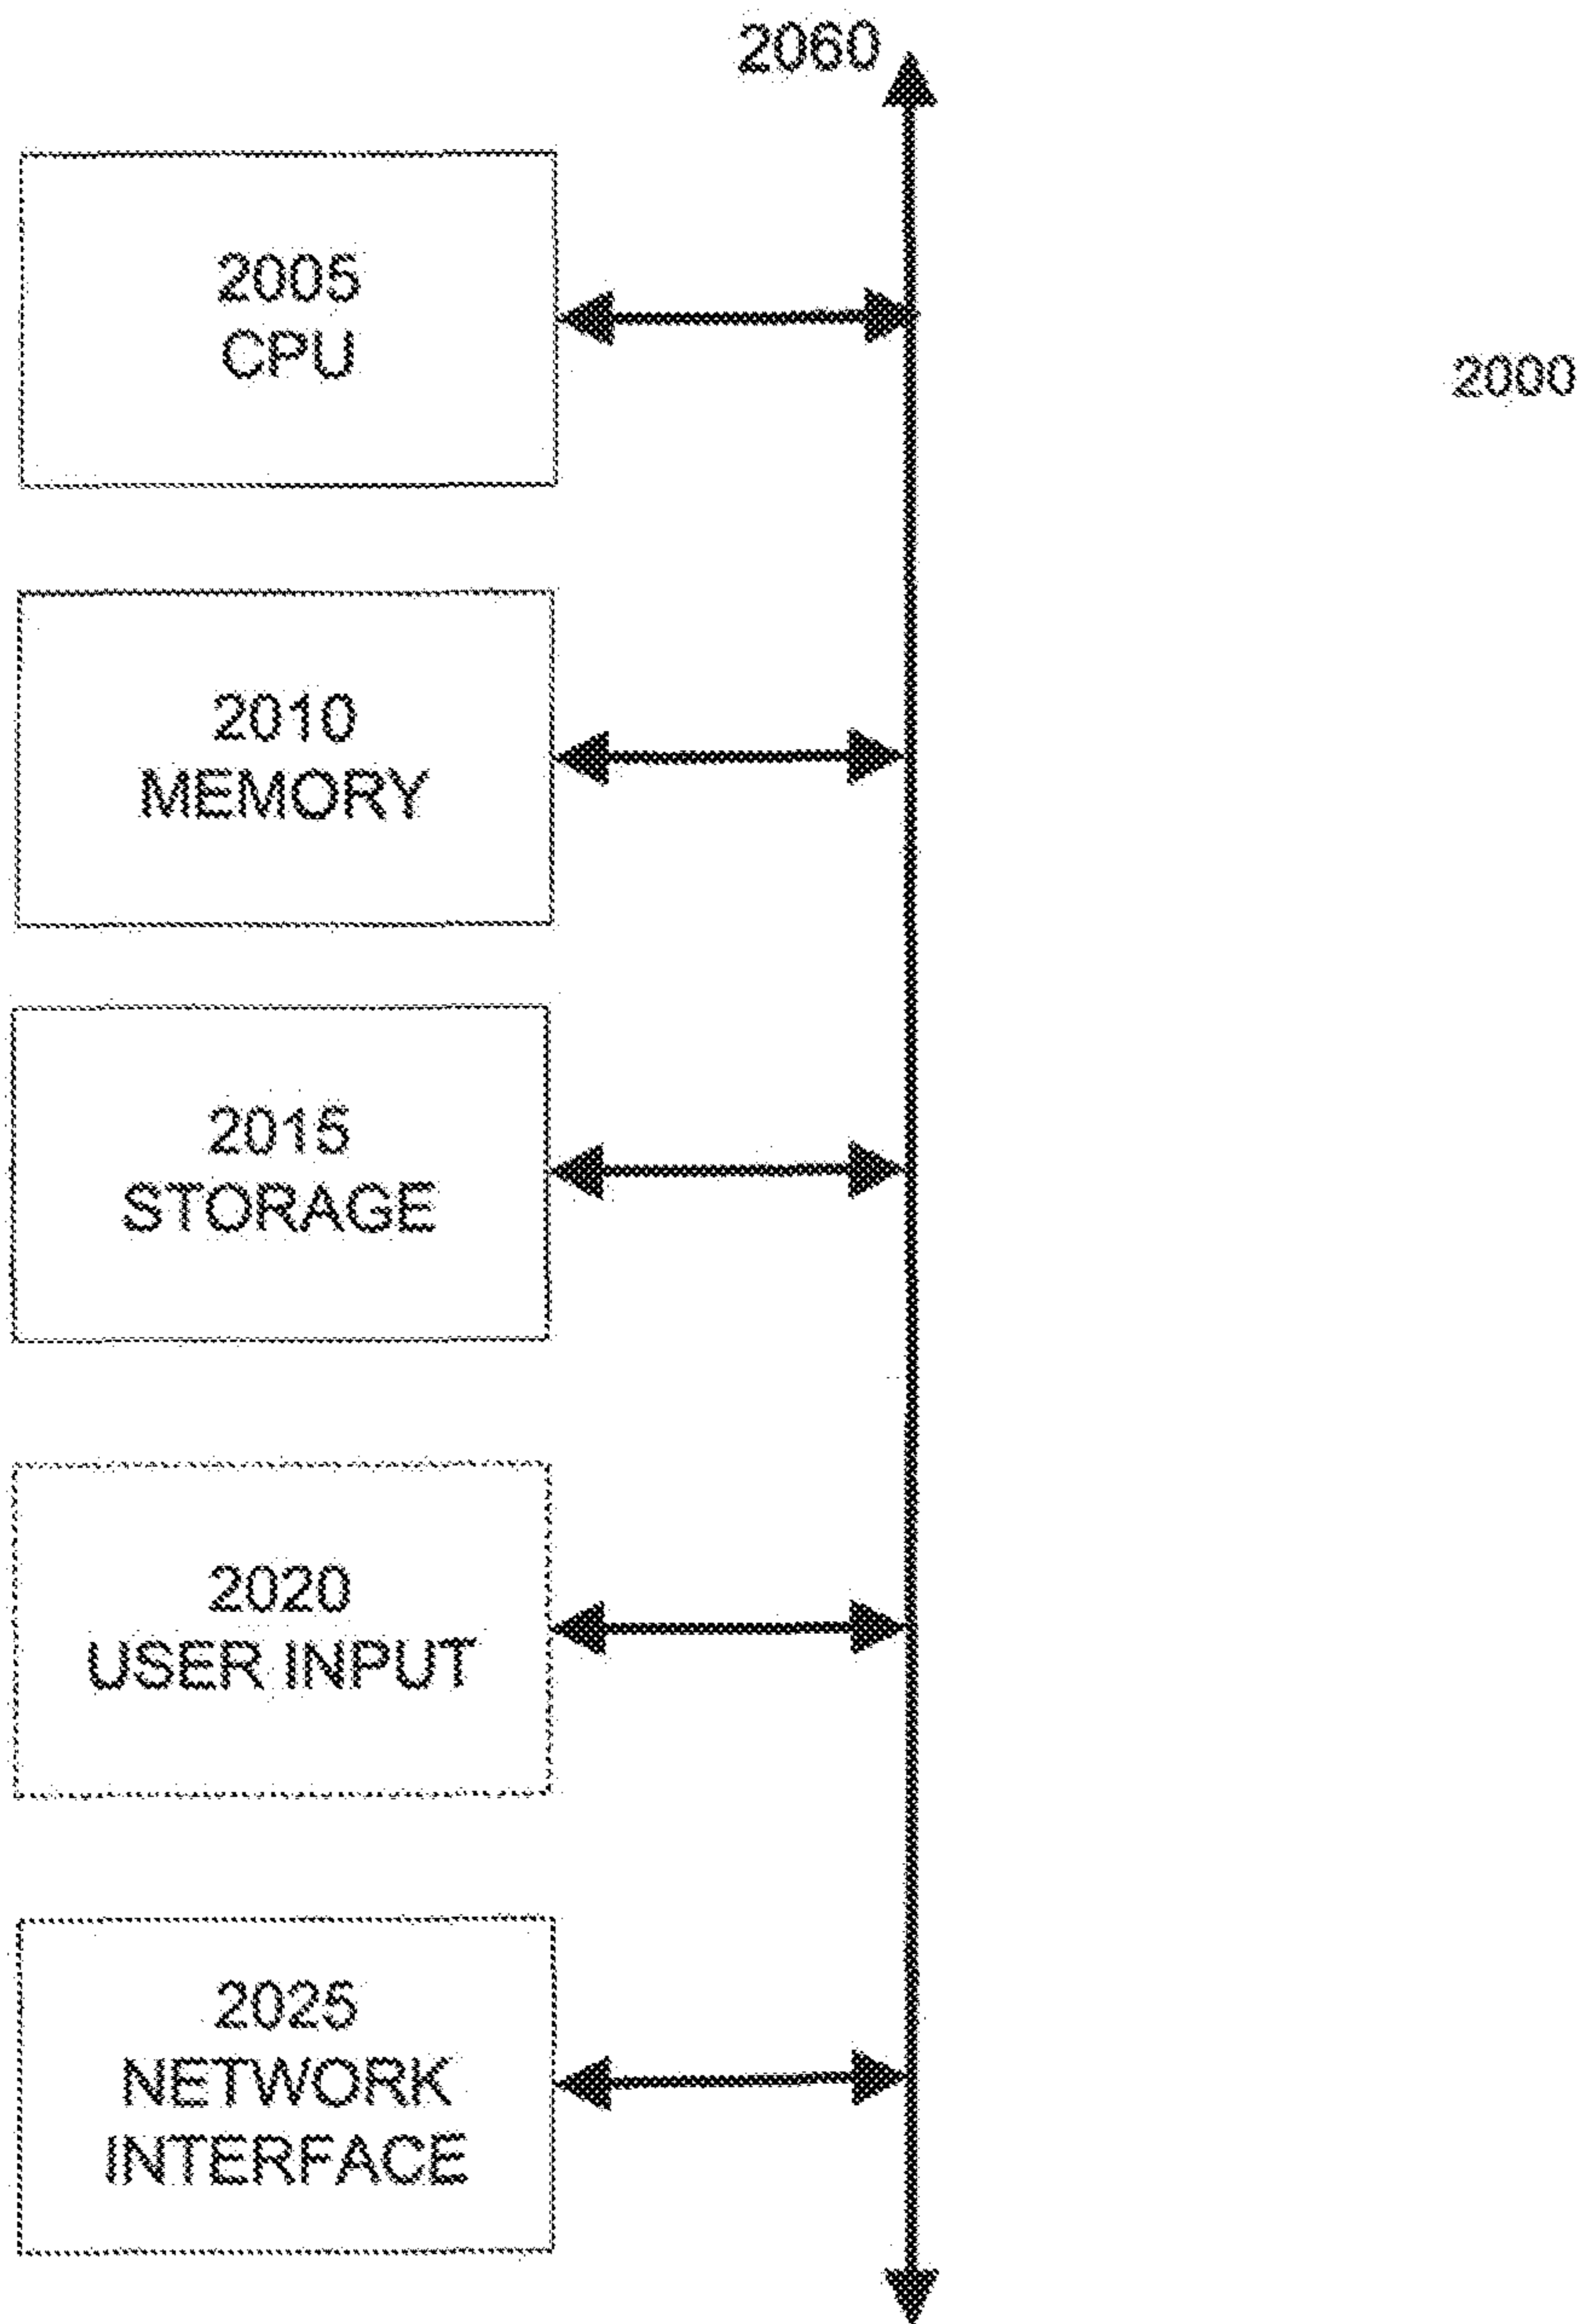 2060
2005
CPU
2000
2010
MEMORY
2015
STORAGE
2020
USER INPUT
2025
NETWORK
INTERFACE